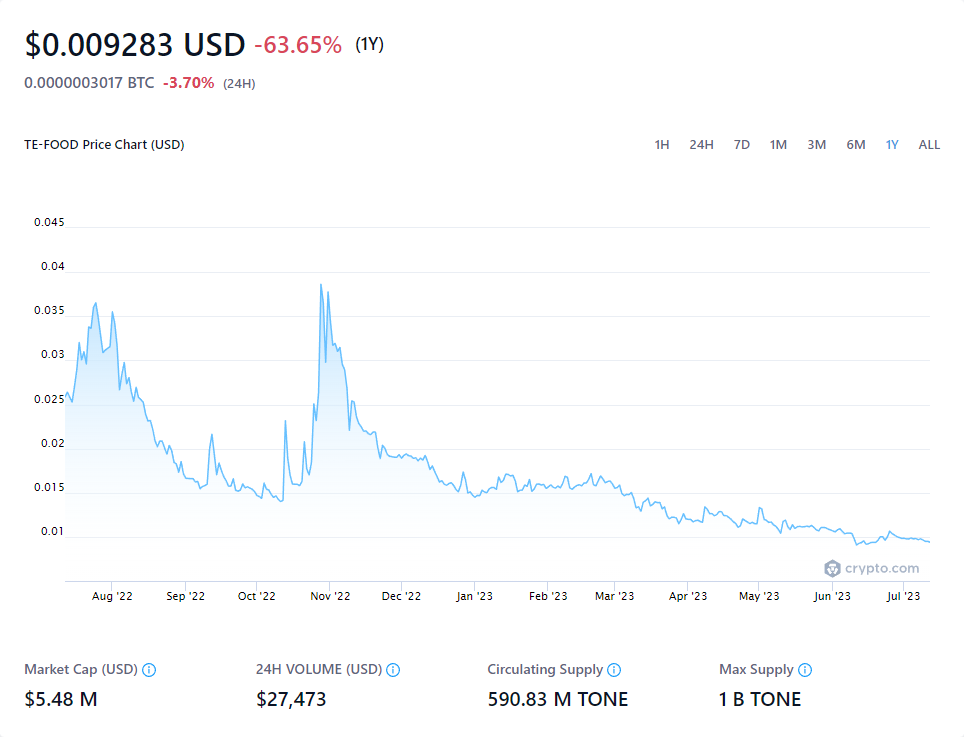 $0.009283 USD -63.65% (1Y)
0.0000003017 BTC -3.70% (24H)
TE-FOOD Price Chart (USD) 1H 24H 7D 1M 3M 6M 1Y ALL
0.045
0.04
0.035
0.03
0.025
0.02
0.015
0.01
crypto.com
Aug '22 Sep '22 Oct '22 Nov '22 Dec '22 Jan '23 Feb '23 Mar '23 Apr '23 May '23 Jun '23 Jul '23
Market Cap (USD) 24H VOLUME (USD) Circulating Supply Max Supply
$5.48 M $27,473 590.83 M TONE 1 B TONE